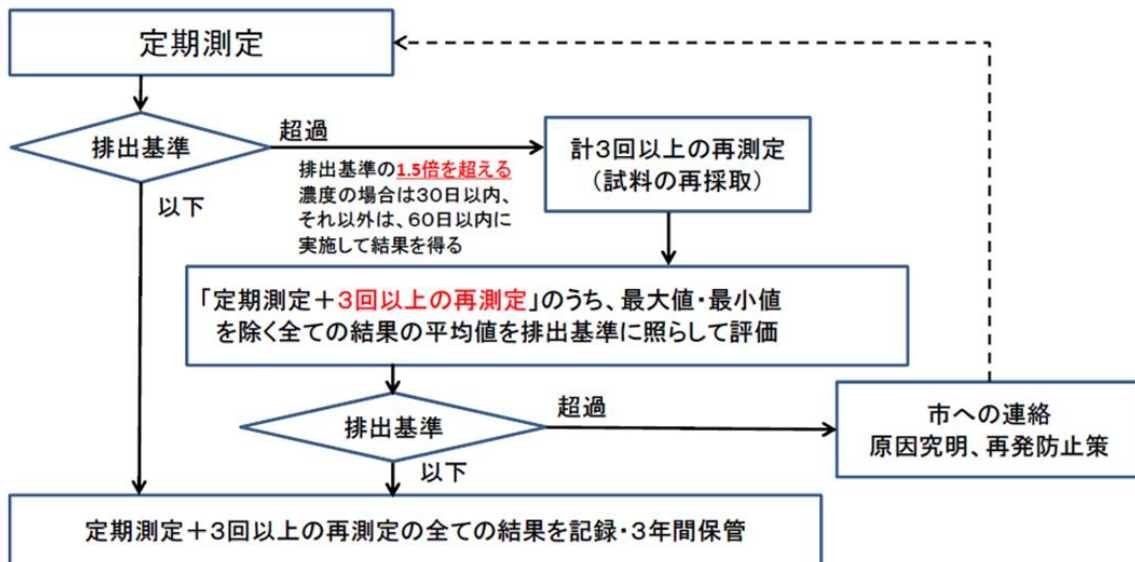 定期測定
排出基準
超過
排出基準の1.5倍を超える
濃度の場合は30日以内、
それ以外は、60日以内に
実施して結果を得る
計3回以上の再測定
(試料の再採取)
以下
「定期測定+3回以上の再測定」のうち、最大値・最小値
を除く全ての結果の平均値を排出基準に照らして評価
排出基準
超過
市への連絡
原因究明、再発防止策
以下
定期測定+3回以上の再測定の全ての結果を記録・3年間保管